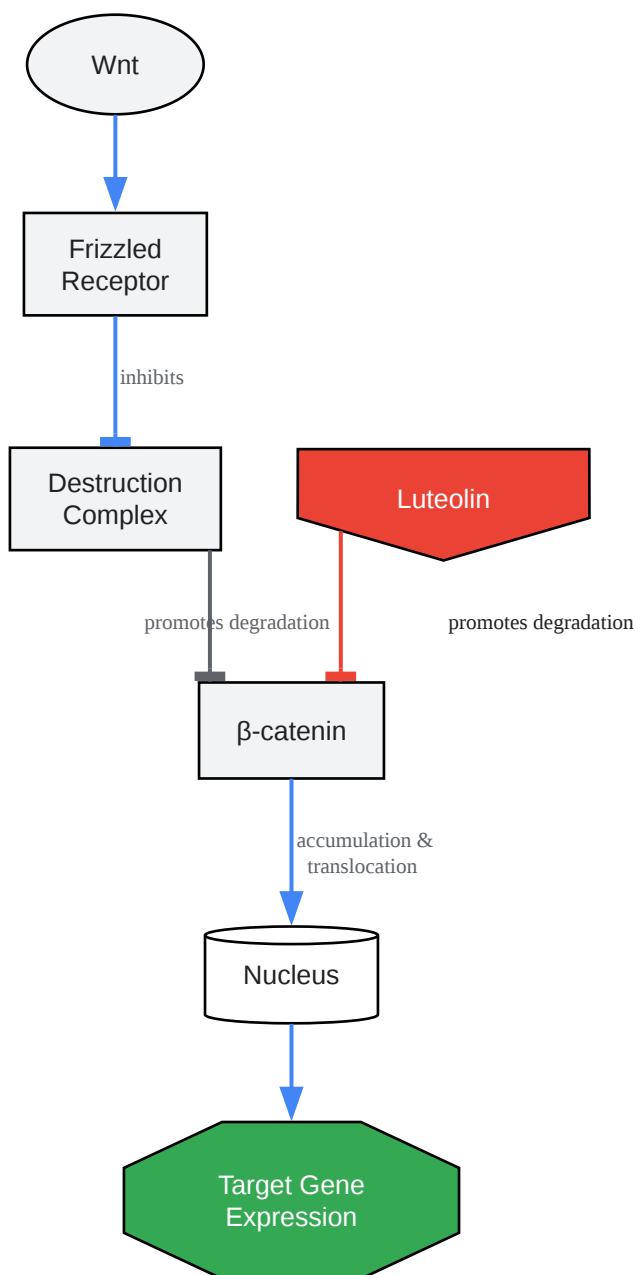 Wnt
Frizzled
Receptor
inhibits
Destruction
Complex
Luteolin
promotes degradation
promotes degradation
β-catenin
accumulation &
translocation
Nucleus
Target Gene
Expression